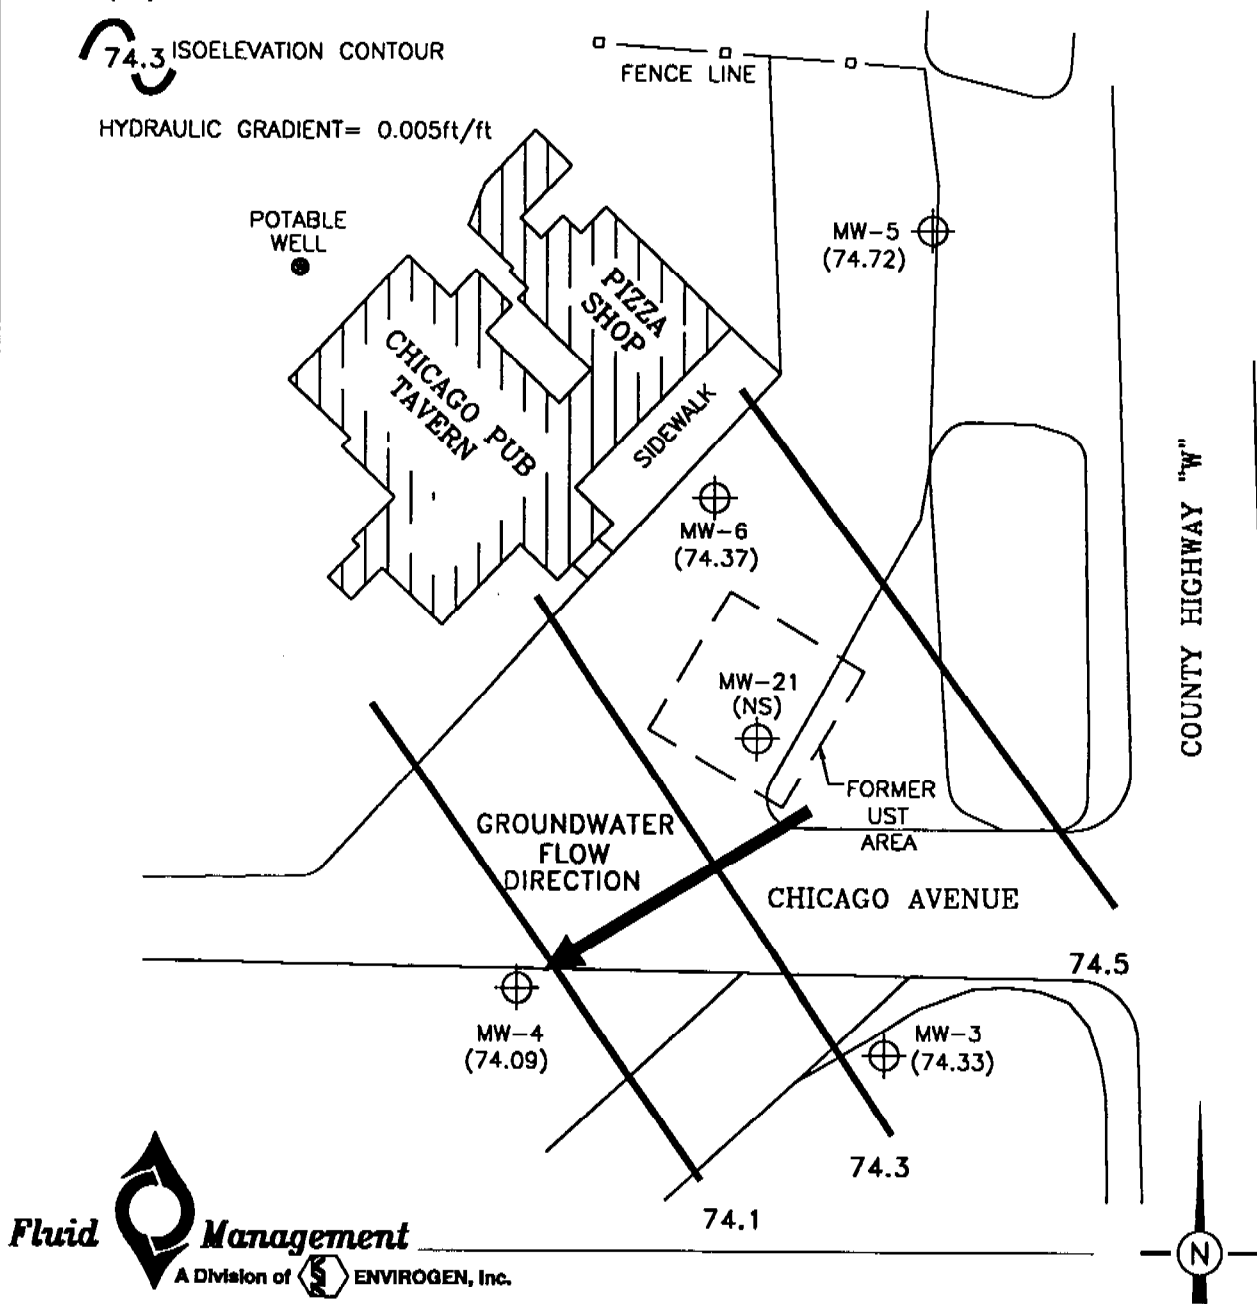 74.3 ISOELEVATION CONTOUR
FENCE LINE
HYDRAULIC GRADIENT= 0.005ft/ft
POTABLE
WELL
MW-5
(74.72)
PIZZA
SHOP
CHICAGO PUB
TAVERN
SIDEWALK
MW-6
(74.37)
COUNTY HIGHWAY "W"
MW-21
(NS)
FORMER
UST
AREA
GROUNDWATER
FLOW
DIRECTION
CHICAGO AVENUE
74.5
MW-4
(74.09)
MW-3
(74.33)
74.3
74.1
Fluid Management
A Division of ENVIROGEN, Inc.
N